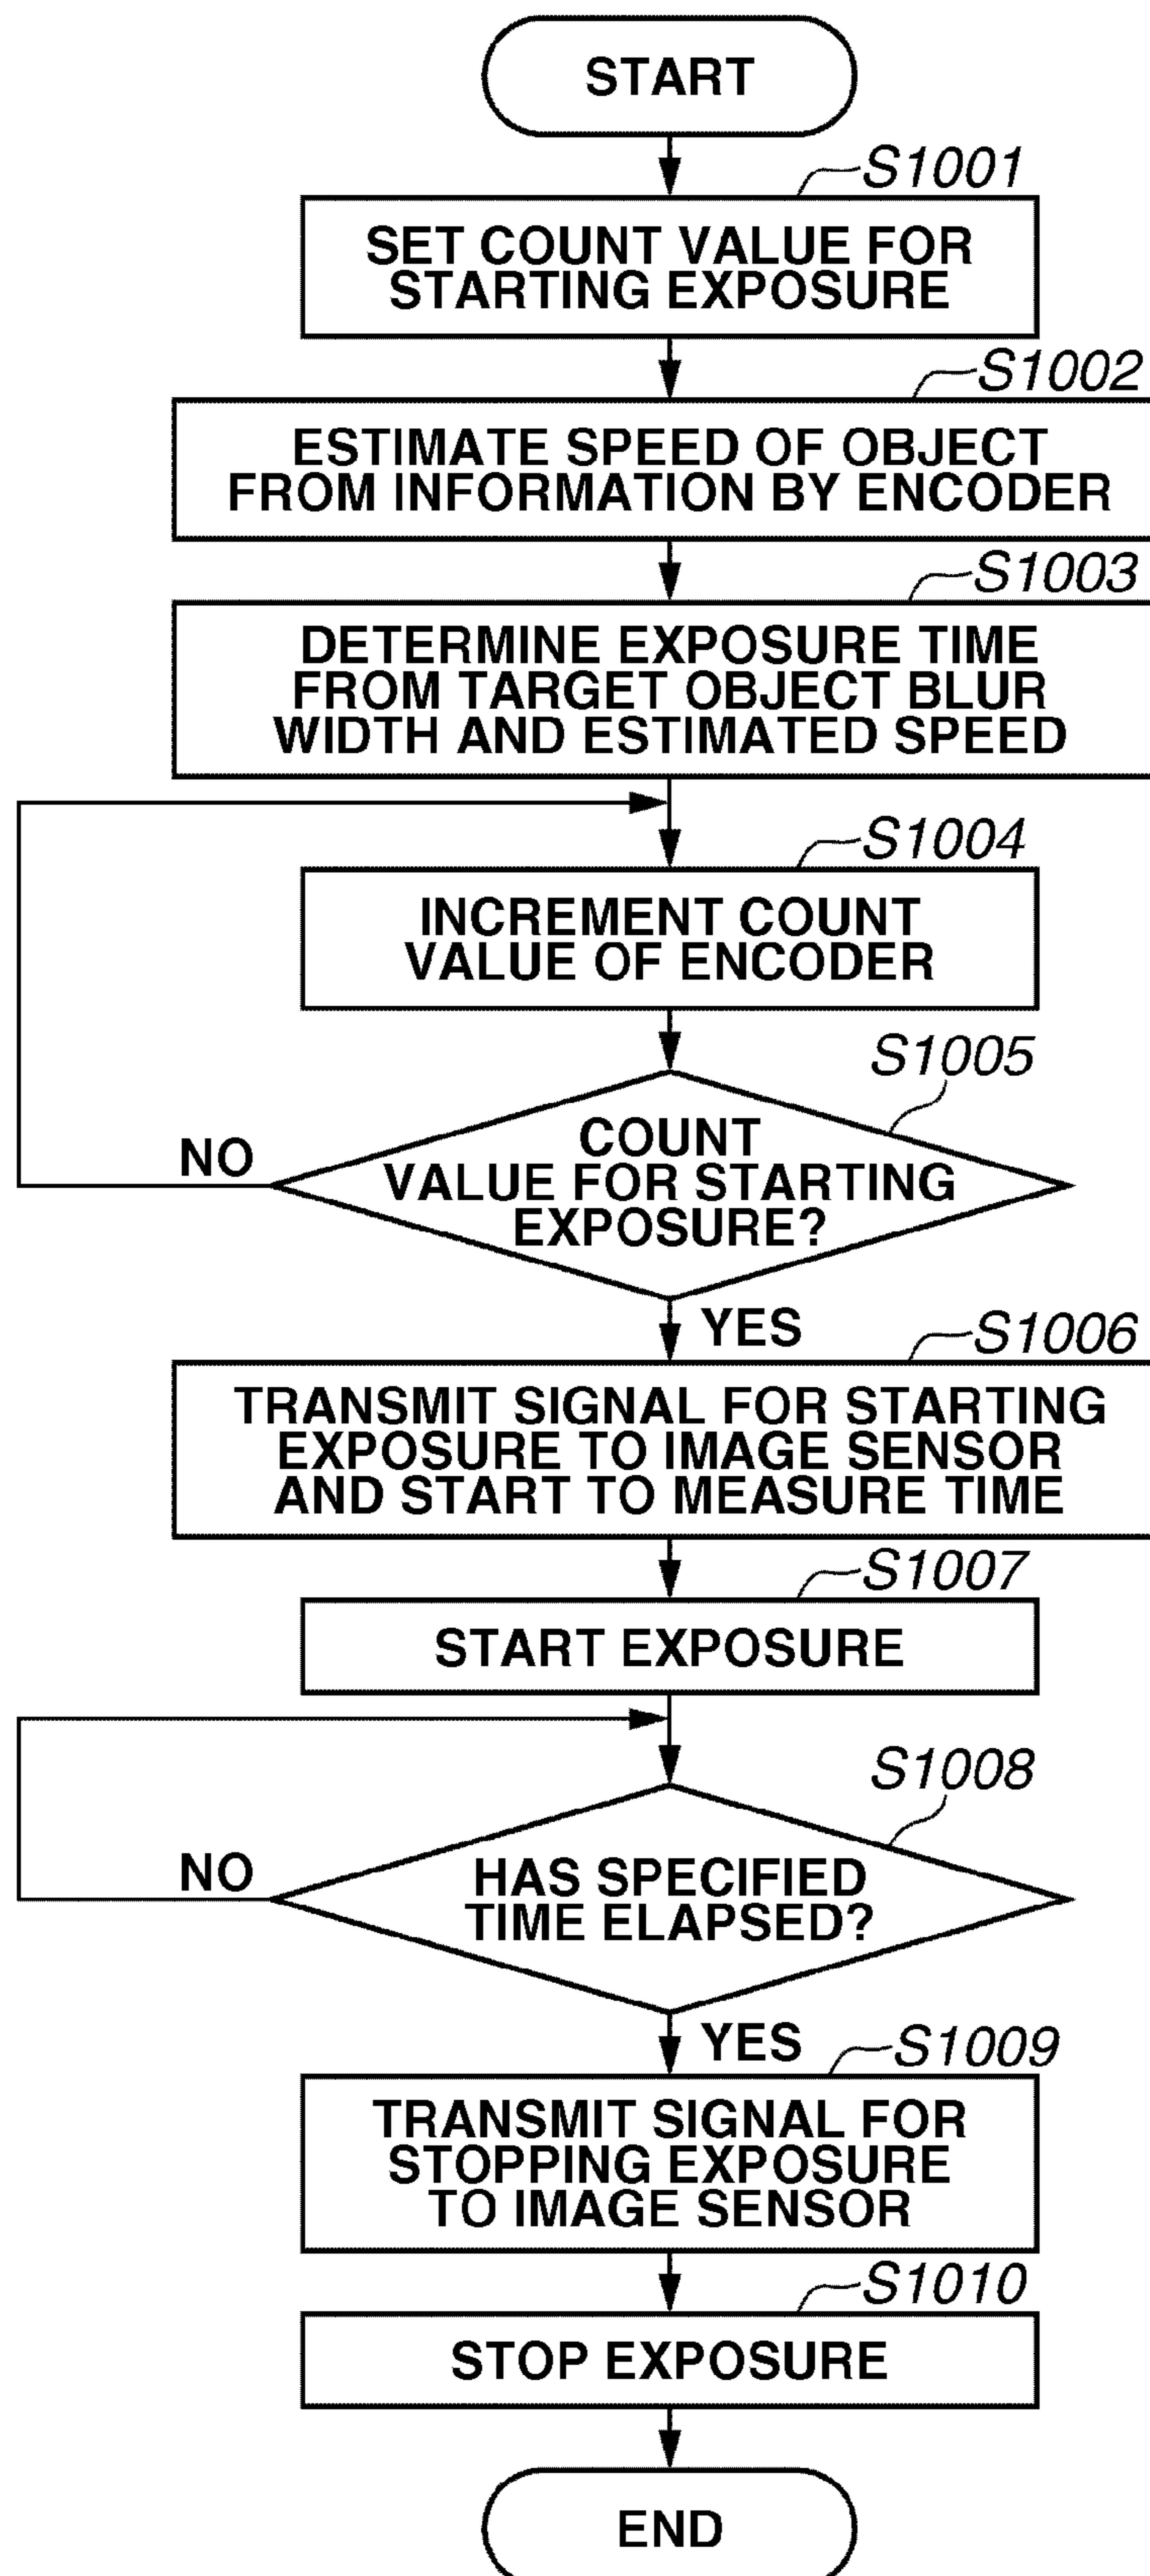 START
S1001
SET COUNT VALUE FOR
STARTING EXPOSURE
S1002
ESTIMATE SPEED OF OBJECT
FROM INFORMATION BY ENCODER
S1003
DETERMINE EXPOSURE TIME
FROM TARGET OBJECT BLUR
WIDTH AND ESTIMATED SPEED
S1004
INCREMENT COUNT
VALUE OF ENCODER
S1005
COUNT
VALUE FOR STARTING
EXPOSURE?
NO
YES
S1006
TRANSMIT SIGNAL FOR STARTING
EXPOSURE TO IMAGE SENSOR
AND START TO MEASURE TIME
S1007
START EXPOSURE
S1008
HAS SPECIFIED
TIME ELAPSED?
NO
YES
S1009
TRANSMIT SIGNAL FOR
STOPPING EXPOSURE
TO IMAGE SENSOR
S1010
STOP EXPOSURE
END